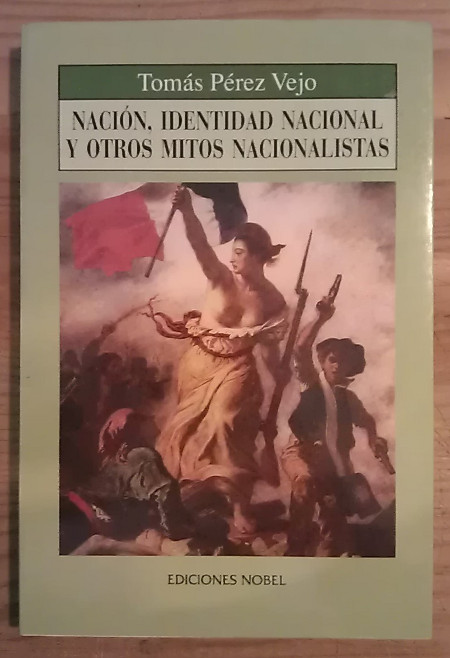 Tomás Pérez Vejo
NACIÓN, IDENTIDAD NACIONAL
Y OTROS MITOS NACIONALISTAS
EDICIONES NOBEL